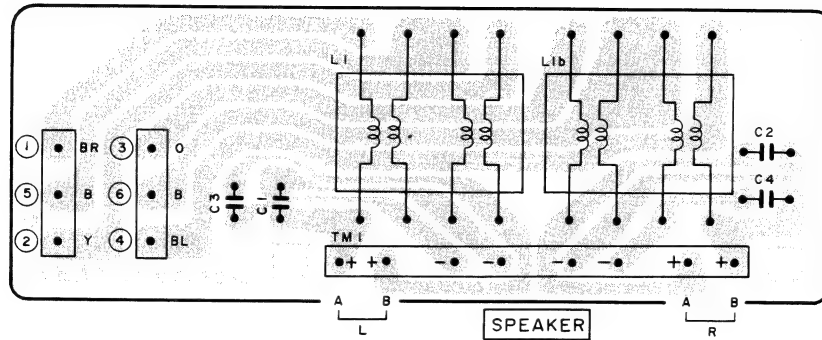 L1
L1b
1 BR 3 O
5 B 6 B
2 Y 4 BL
C3
C1
C2
C4
TM1
+ + - - - - + +
A B A B
L R
SPEAKER